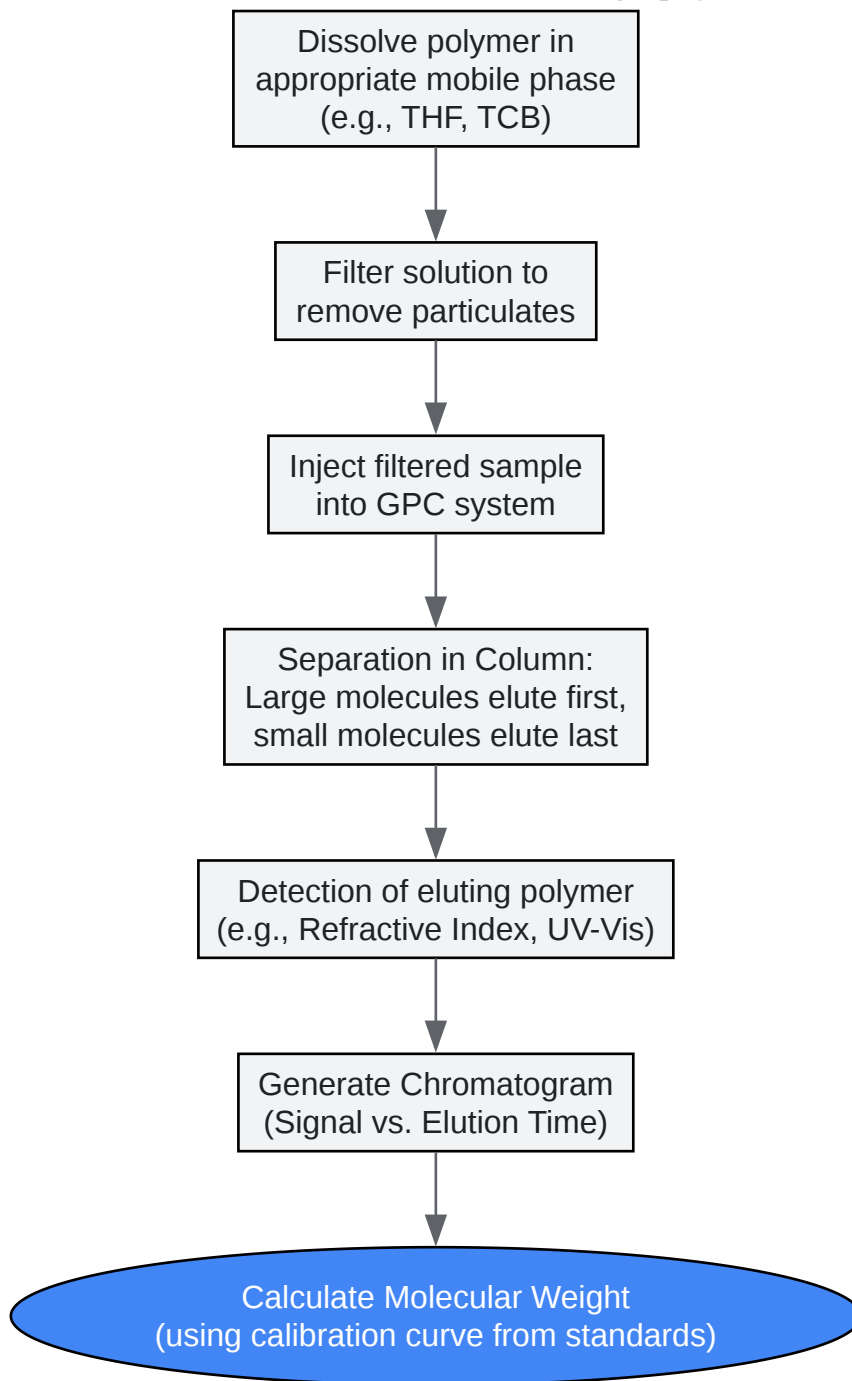 Dissolve polymer in
appropriate mobile phase
(e.g., THF, TCB)
Filter solution to
remove particulates
Inject filtered sample
into GPC system
Separation in Column:
Large molecules elute first,
small molecules elute last
Detection of eluting polymer
(e.g., Refractive Index, UV-Vis)
Generate Chromatogram
(Signal vs. Elution Time)
Calculate Molecular Weight
(using calibration curve from standards)